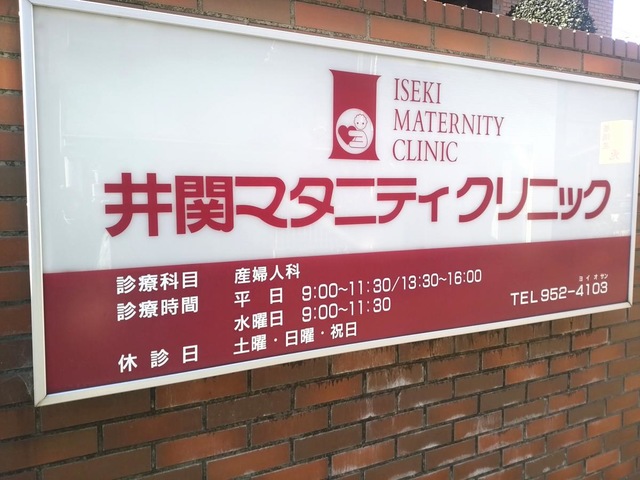 ISEKI
MATERNITY
CLINIC
井関マタニティクリニック
診療科目 産婦人科
診療時間 平日 9:00~11:30/13:30~16:00
水曜日 9:00~11:30
休診日 土曜・日曜・祝日
ヨイオサン
TEL 952-4103